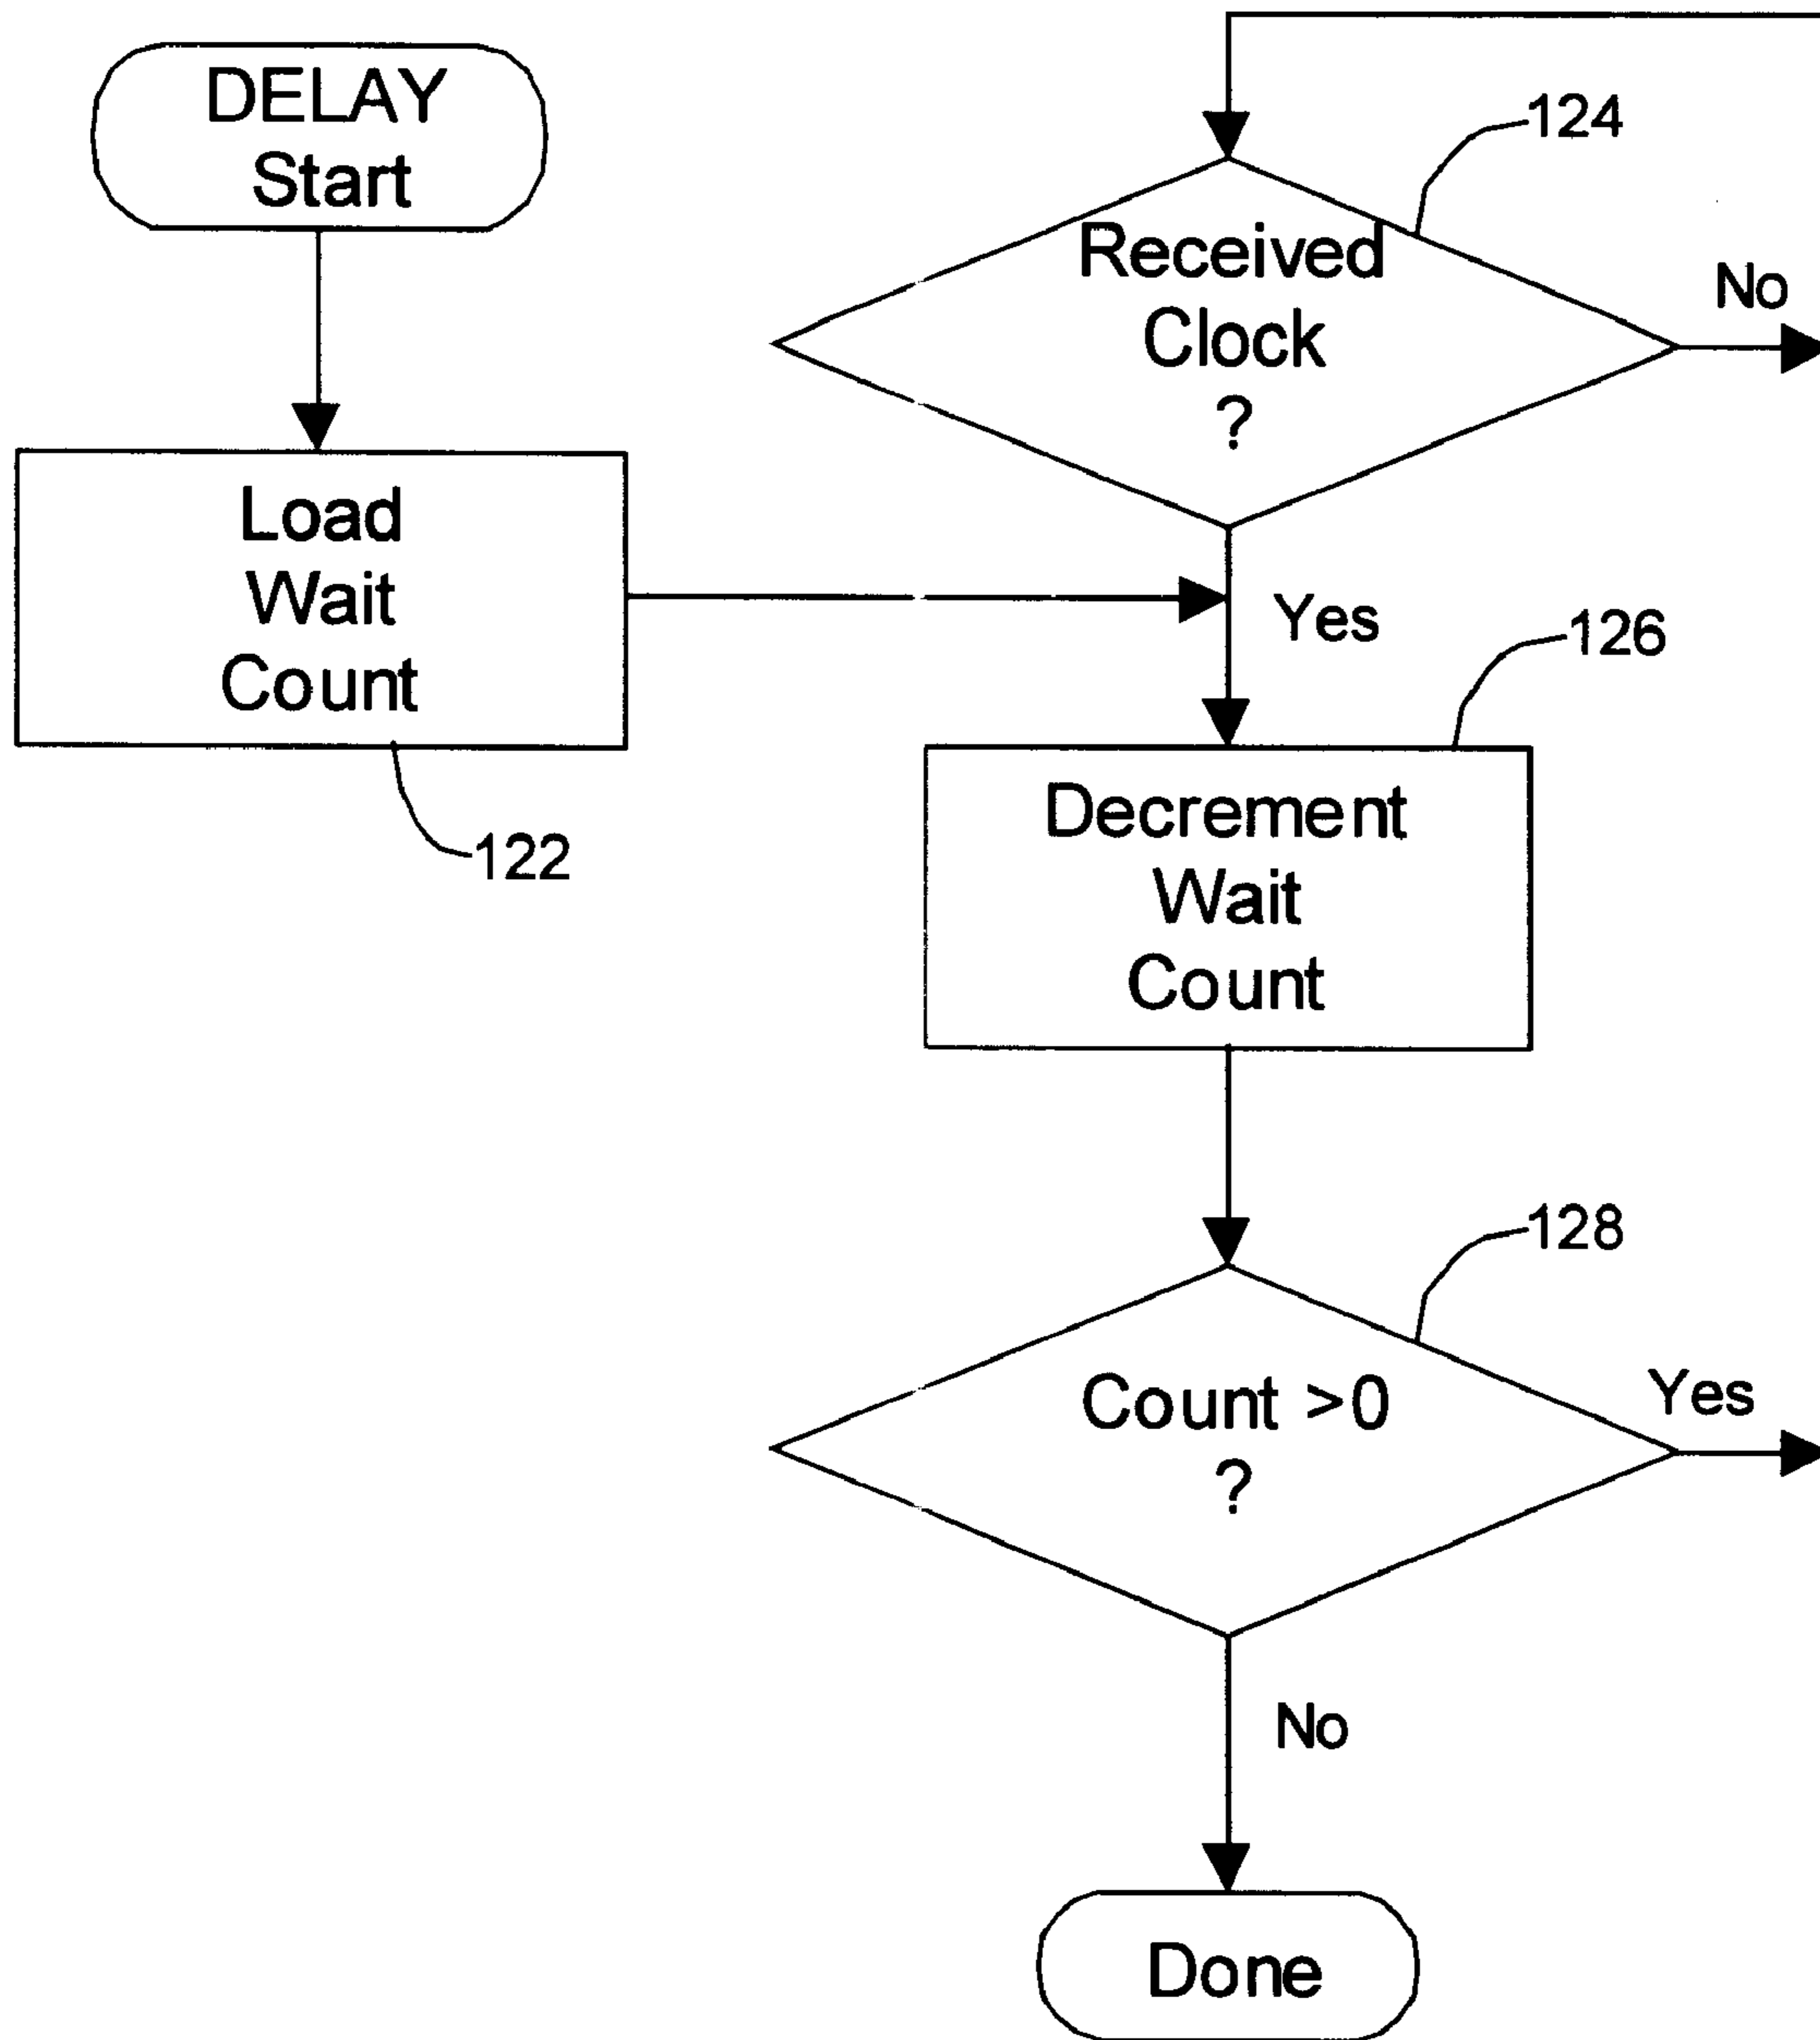 DELAY
Start
Load
Wait
Count
122
Received
Clock
?
124
No
Yes
Decrement
Wait
Count
126
Count >0
?
128
Yes
No
Done